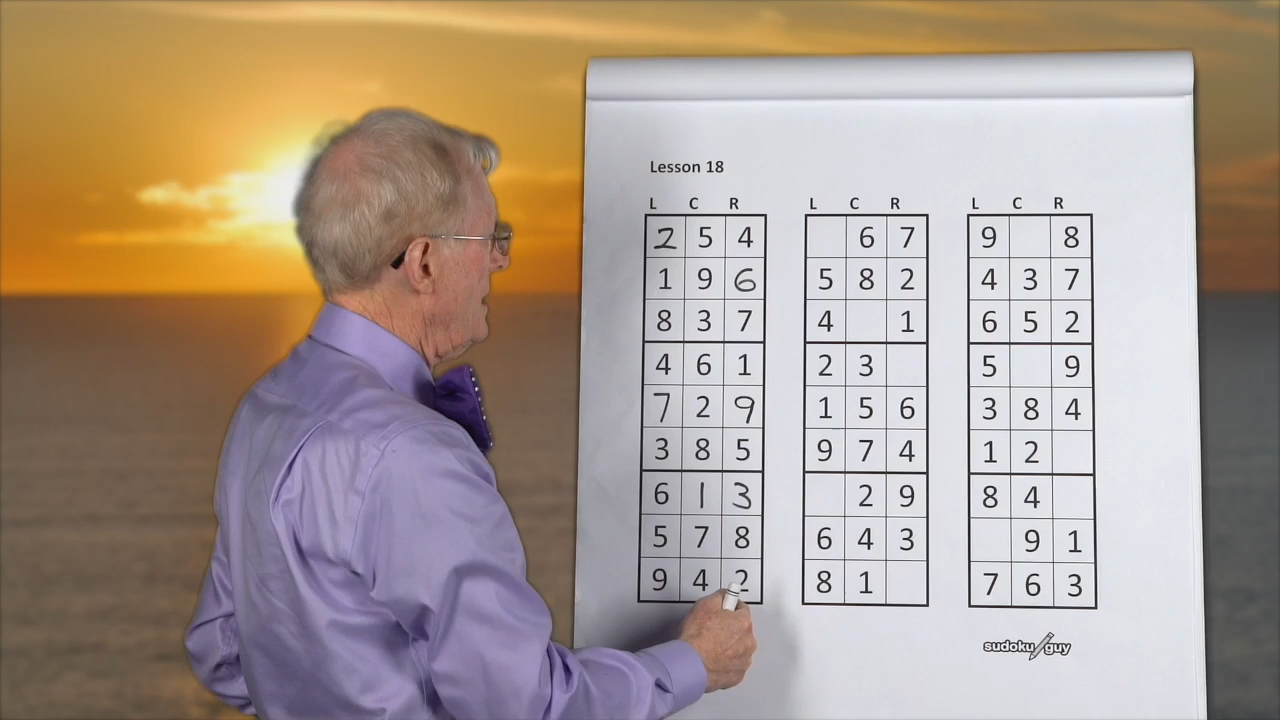 Lesson 18
L C R L C R L C R
2 5 4 6 7 9 8
1 9 6 5 8 2 4 3 7
8 3 7 4 1 6 5 2
4 6 1 2 3 5 9
7 2 9 1 5 6 3 8 4
3 8 5 9 7 4 1 2
6 1 3 2 9 8 4
5 7 8 6 4 3 9 1
9 4 2 8 1 7 6 3
sudoku guy